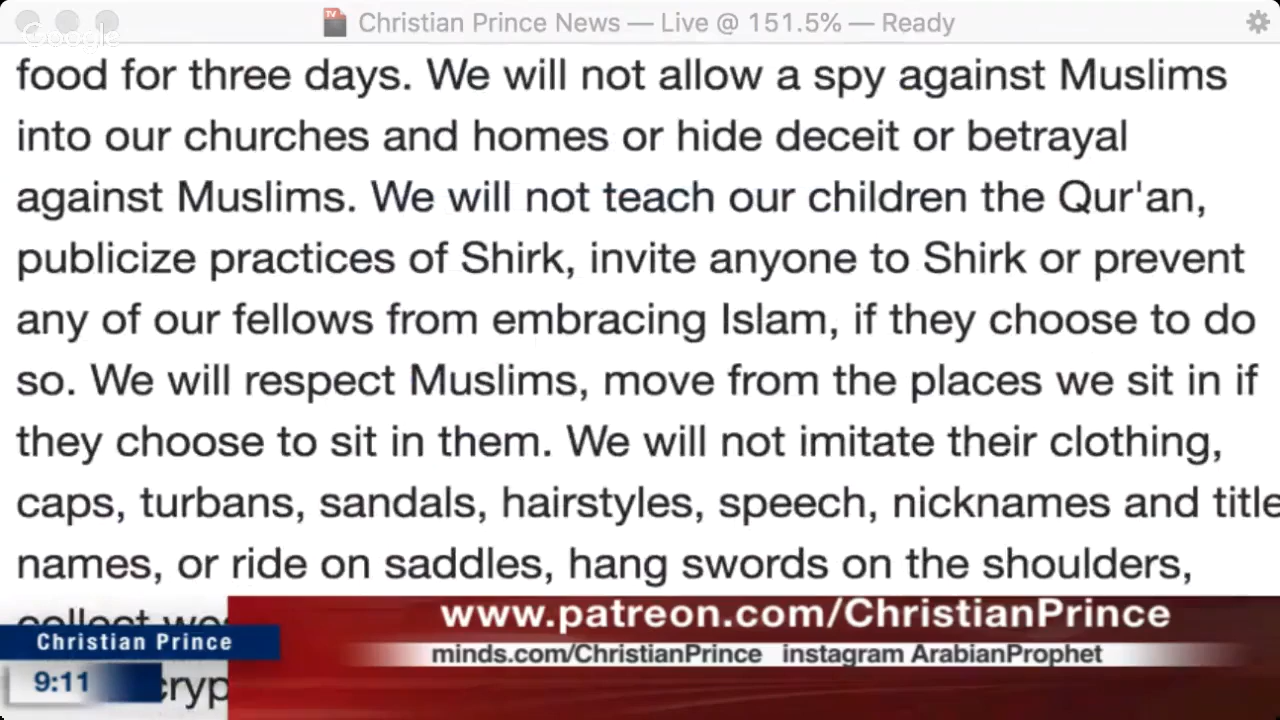 Christian Prince News — Live @ 151.5% — Ready
Google
food for three days. We will not allow a spy against Muslims
into our churches and homes or hide deceit or betrayal
against Muslims. We will not teach our children the Qur'an,
publicize practices of Shirk, invite anyone to Shirk or prevent
any of our fellows from embracing Islam, if they choose to do
so. We will respect Muslims, move from the places we sit in if
they choose to sit in them. We will not imitate their clothing,
caps, turbans, sandals, hairstyles, speech, nicknames and title
names, or ride on saddles, hang swords on the shoulders,
www.patreon.com/ChristianPrince
Christian Prince
minds.com/ChristianPrince instagram ArabianProphet
9:11